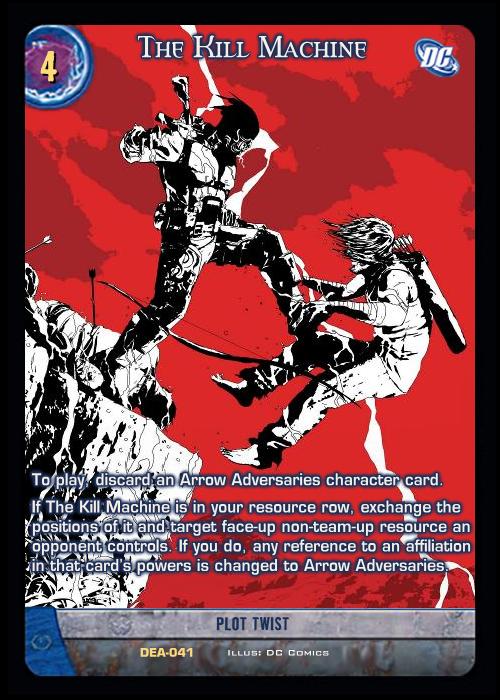 The Kill Machine
4
DC
To play, discard an Arrow Adversaries character card.
If The Kill Machine is in your resource row, exchange the
positions of it and target face-up non-team-up resource an
opponent controls. If you do, any reference to an affiliation
in that card's powers is changed to Arrow Adversaries.
PLOT TWIST
DEA-041 Illus: DC Comics